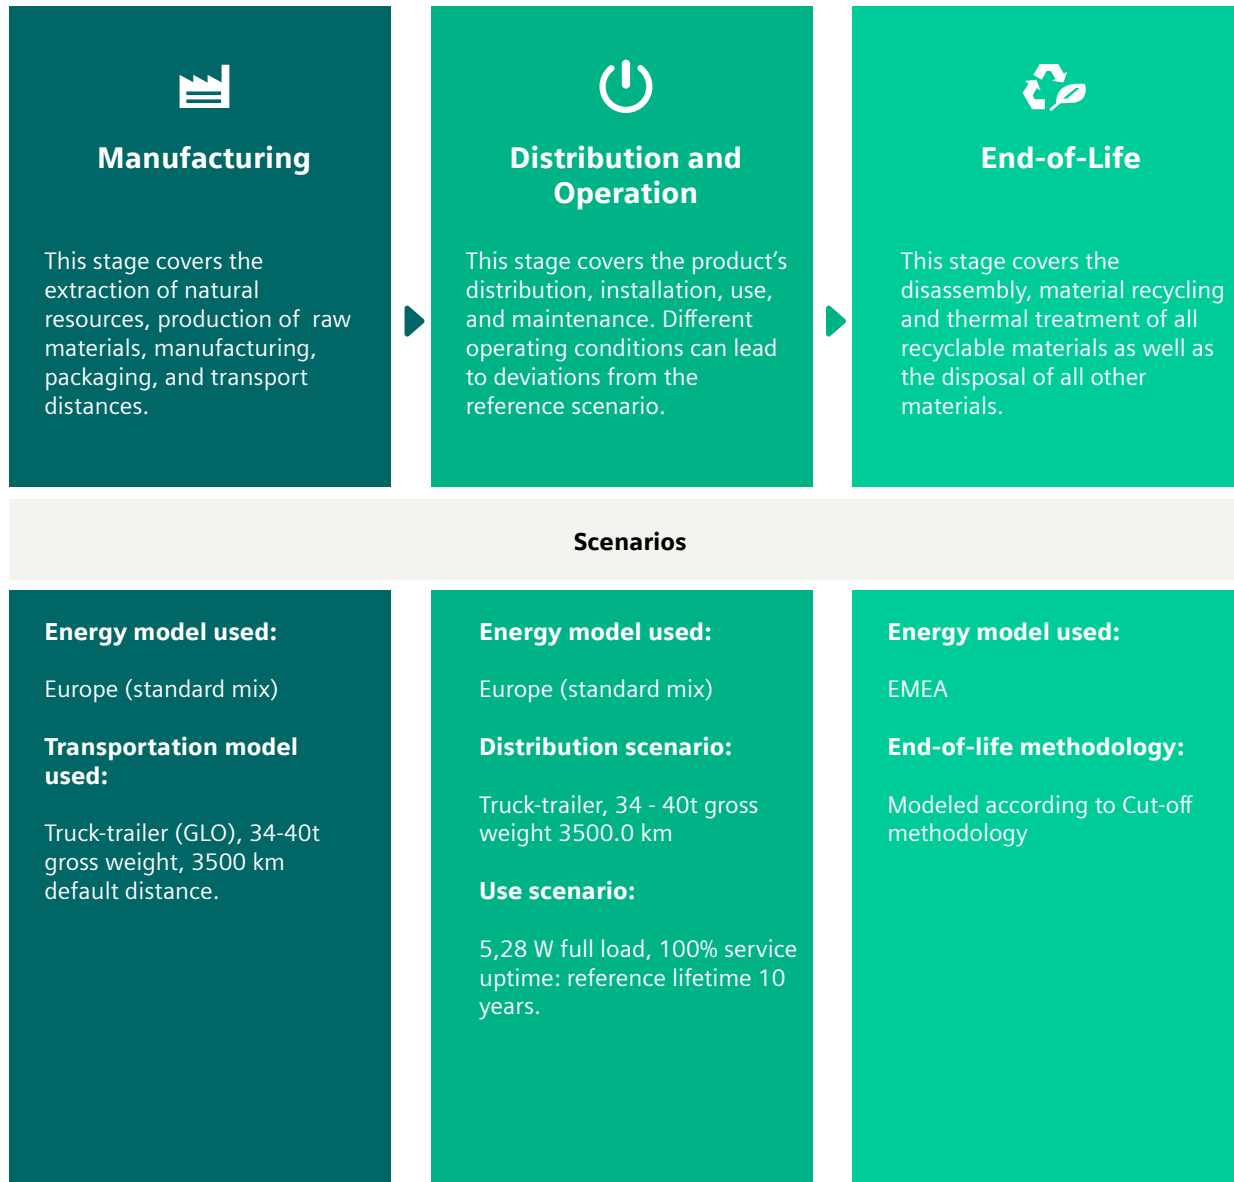 Manufacturing
This stage covers the
extraction of natural
resources, production of  raw
materials, manufacturing,
packaging, and transport
distances.
Distribution and
Operation
This stage covers the product’s
distribution, installation, use,
and maintenance. Different
operating conditions can lead
to deviations from the
reference scenario.
End-of-Life
This stage covers the
disassembly, material recycling
and thermal treatment of all
recyclable materials as well as
the disposal of all other
materials.
Scenarios
Energy model used:
Europe (standard mix)
Transportation model
used:
Truck-trailer (GLO), 34-40t
gross weight, 3500 km
default distance.
Energy model used:
Europe (standard mix)
Distribution scenario:
Truck-trailer, 34 - 40t gross
weight 3500.0 km
Use scenario:
5,28 W full load, 100% service
uptime: reference lifetime 10
years.
Energy model used:
EMEA
End-of-life methodology:
Modeled according to Cut-off
methodology